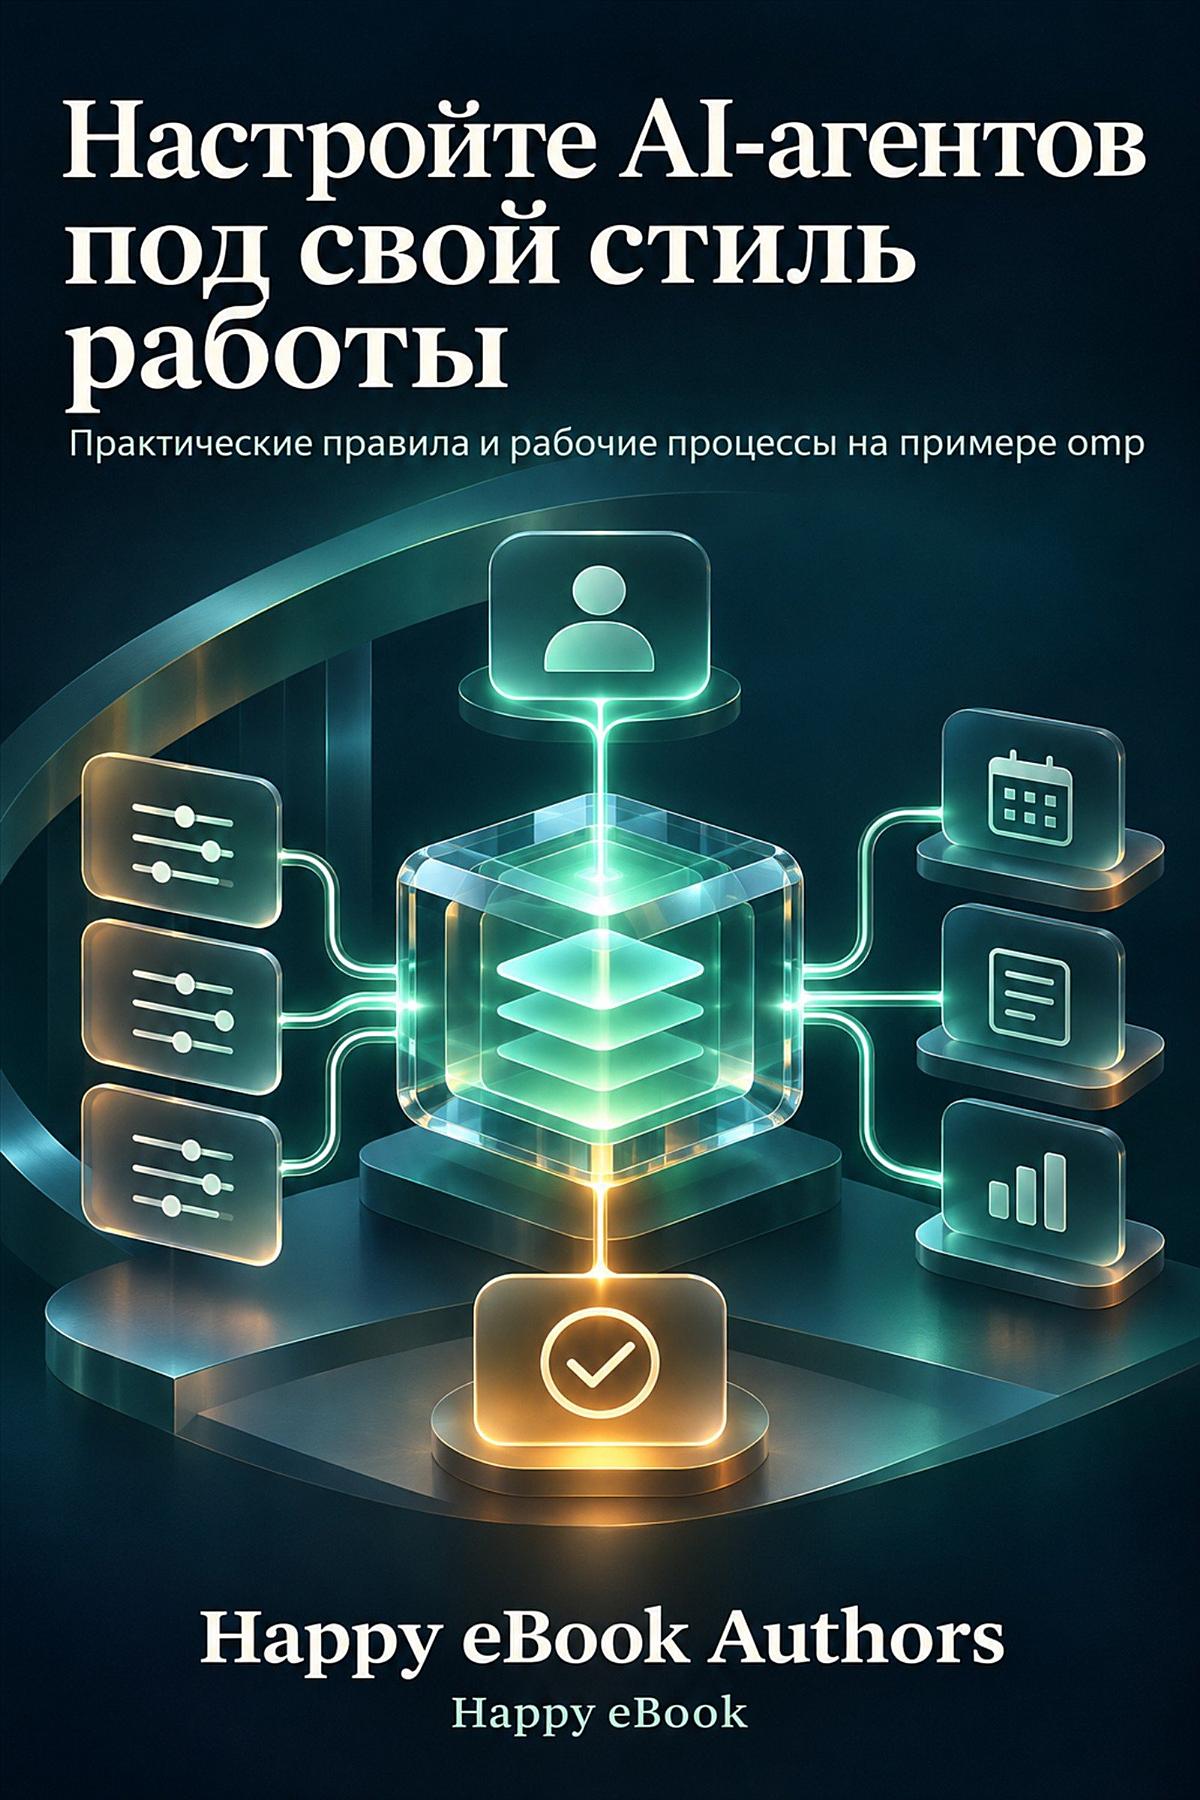 Настройте AI-агентов
под свой стиль
работы
Практические правила и рабочие процессы на примере omp
Happy eBook Authors
Happy eBook